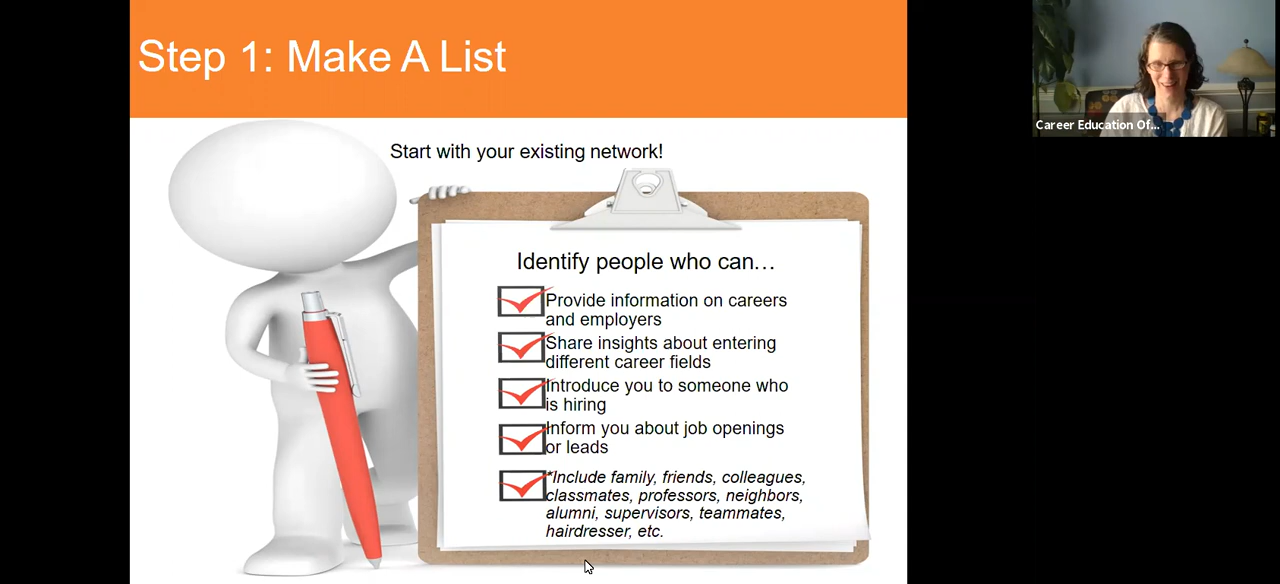 Step 1: Make A List
Career Education Of...
Start with your existing network!
Identify people who can…
Provide information on careers
and employers
Share insights about entering
different career fields
Introduce you to someone who
is hiring
Inform you about job openings
or leads
*Include family, friends, colleagues,
classmates, professors, neighbors,
alumni, supervisors, teammates,
hairdresser, etc.